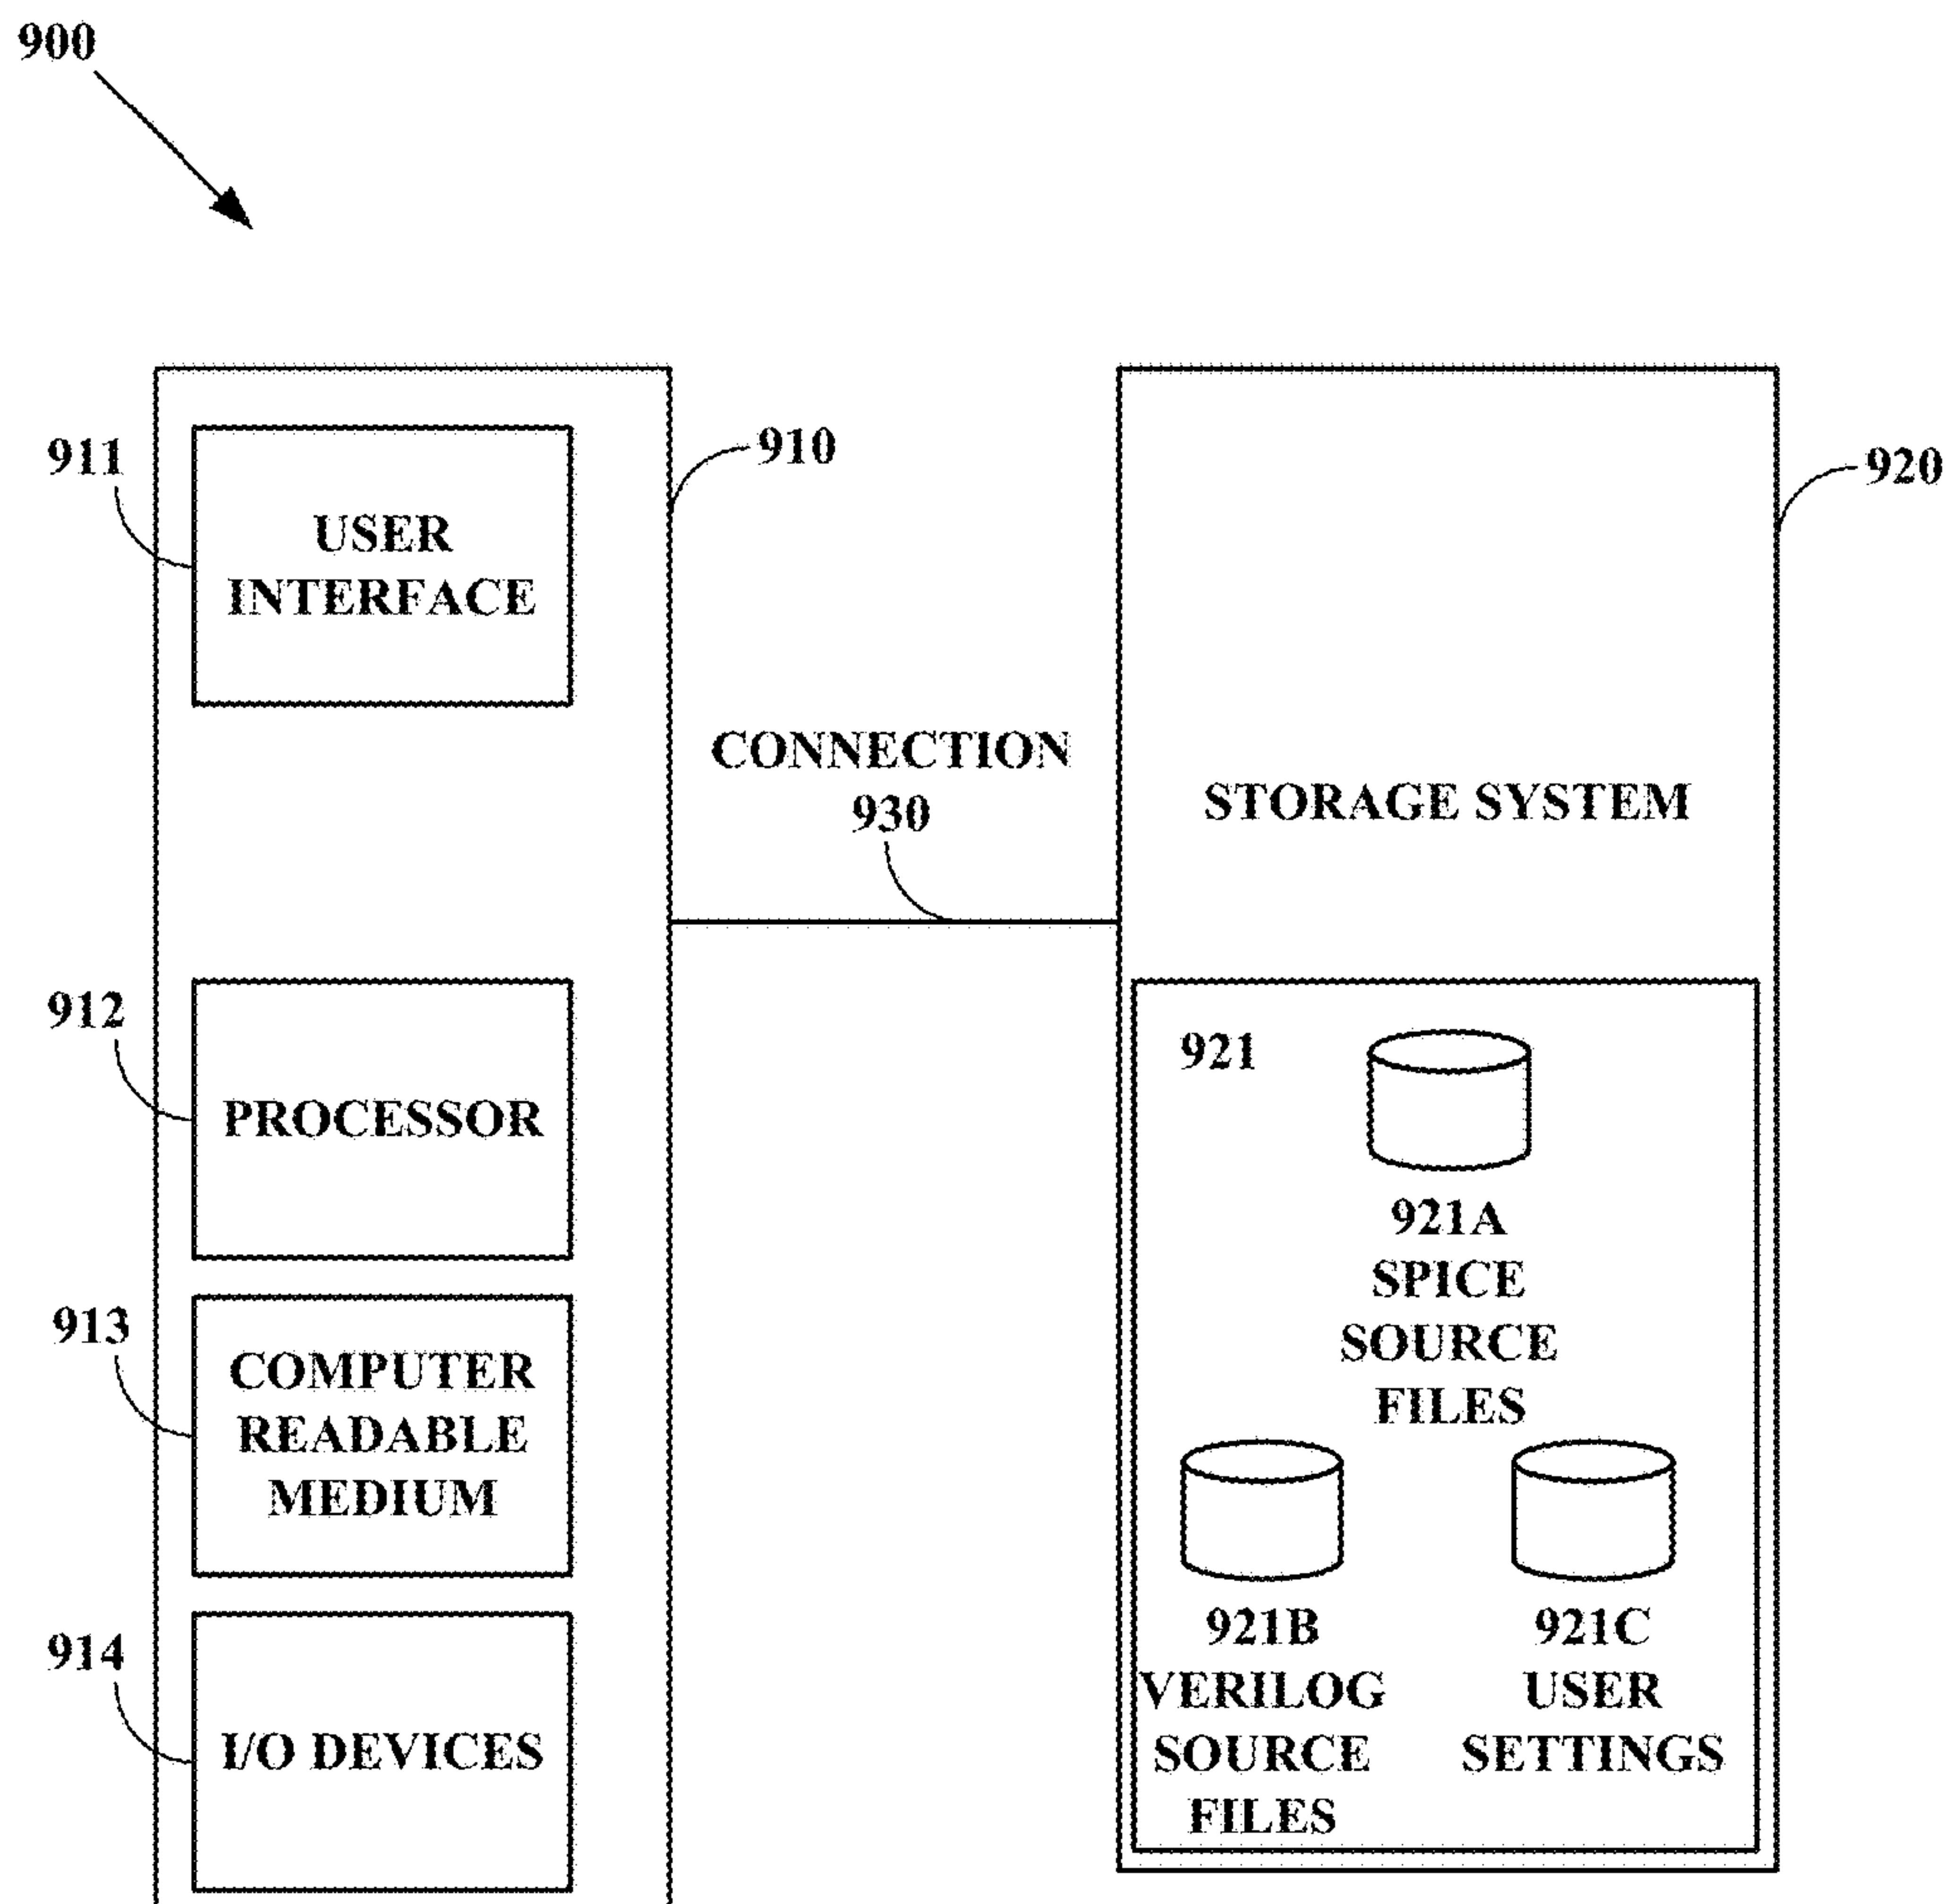 900
910
920
911
USER
INTERFACE
CONNECTION
930
STORAGE SYSTEM
912
PROCESSOR
913
COMPUTER
READABLE
MEDIUM
914
I/O DEVICES
921
921A
SPICE
SOURCE
FILES
921B
VERILOG
SOURCE
FILES
921C
USER
SETTINGS